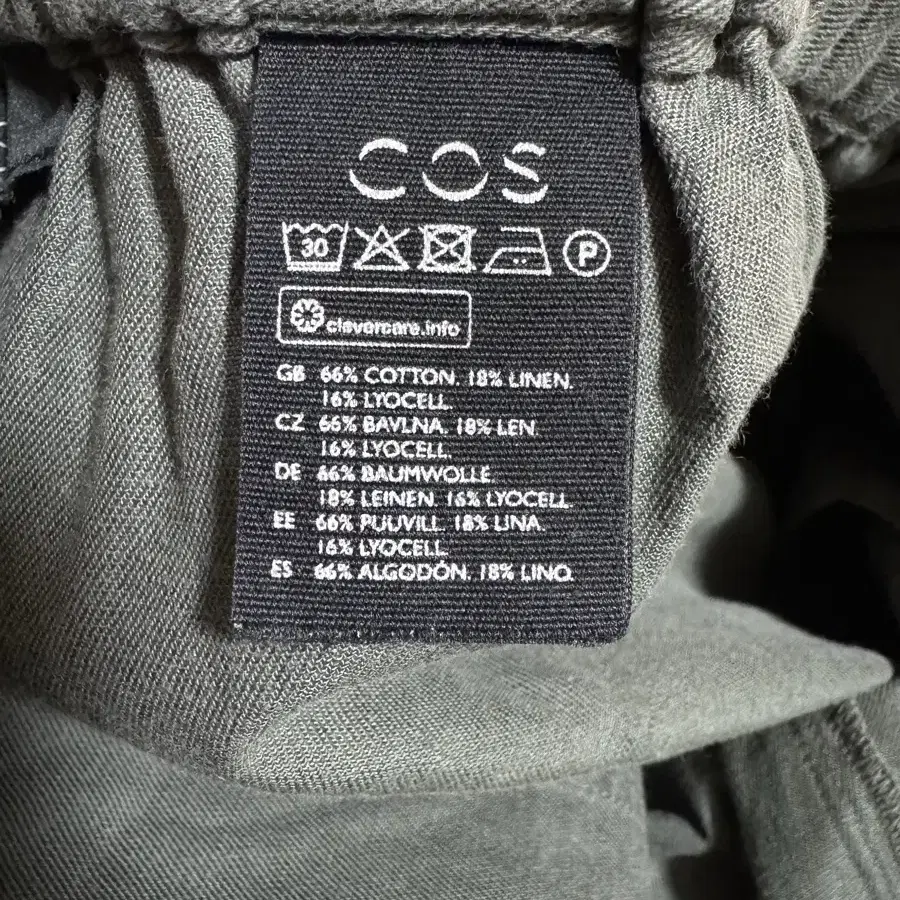 COS
30 P
clevercare.info
GB 66% COTTON. 18% LINEN.
16% LYOCELL.
CZ 66% BAVLNA. 18% LEN.
16% LYOCELL.
DE 66% BAUMWOLLE.
18% LEINEN. 16% LYOCELL.
EE 66% PUUVILL. 18% LINA.
16% LYOCELL.
ES 66% ALGODÓN. 18% LINO.